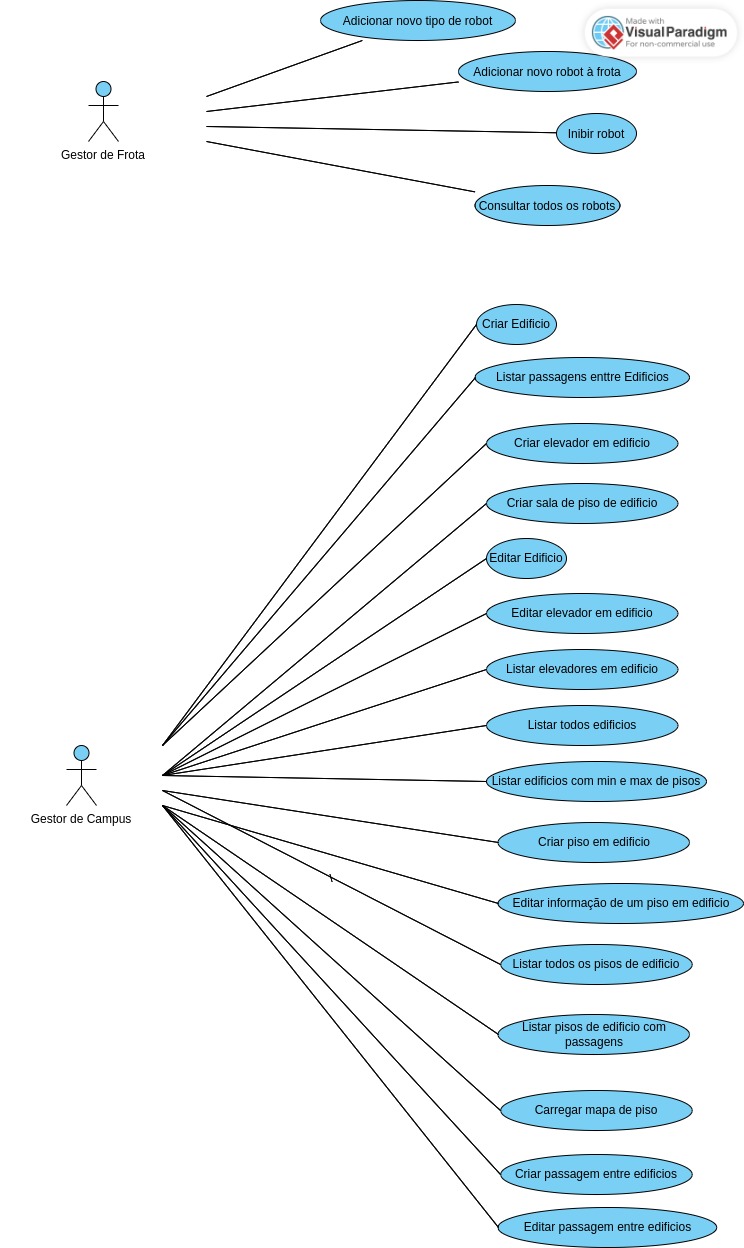 Adicionar novo tipo de robot
Made with
VisualParadigm
For non-commercial use
Adicionar novo robot à frota
Inibir robot
Gestor de Frota
Consultar todos os robots
Criar Edificio
Listar passagens enttre Edificios
Criar elevador em edificio
Criar sala de piso de edificio
Editar Edificio
Editar elevador em edificio
Listar elevadores em edificio
Listar todos edificios
Listar edificios com min e max de pisos
Gestor de Campus
Criar piso em edificio
Editar informação de um piso em edificio
Listar todos os pisos de edificio
Listar pisos de edificio com
passagens
Carregar mapa de piso
Criar passagem entre edificios
Editar passagem entre edificios